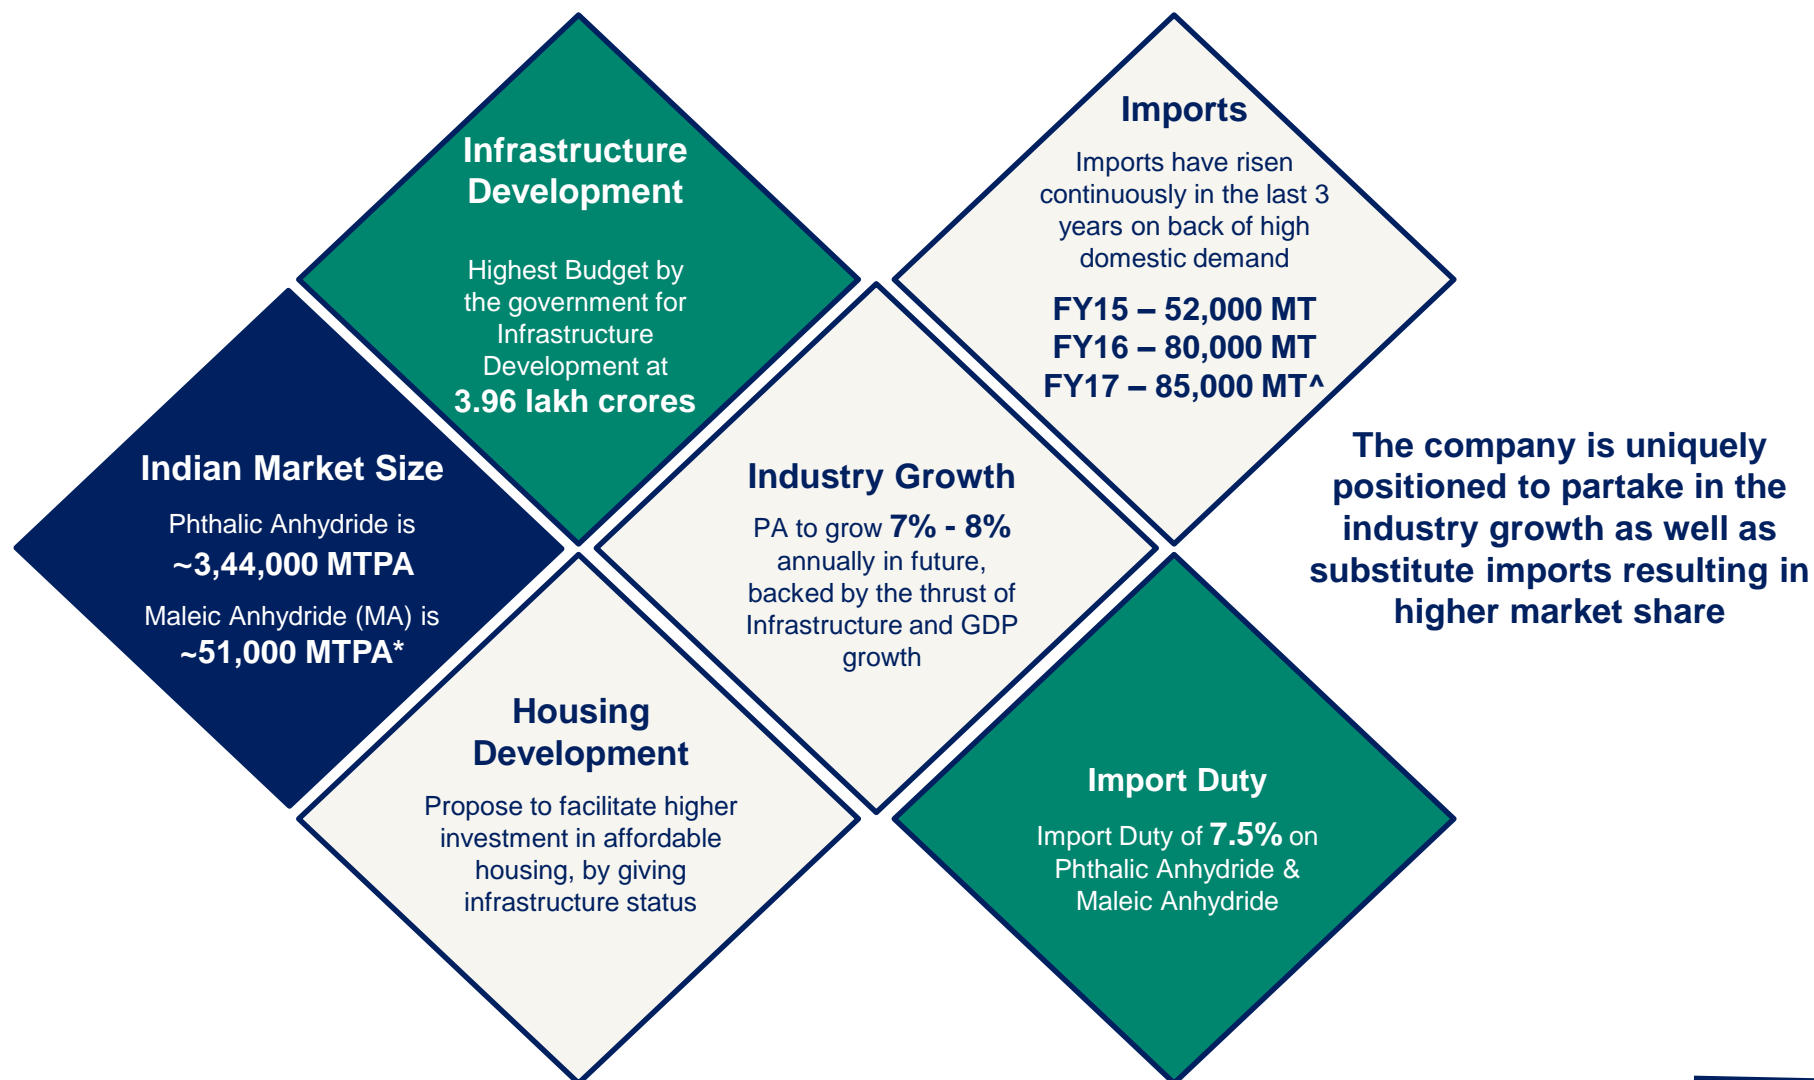 Infrastructure
Development
Highest Budget by
the government for
Infrastructure
Development at
3.96 lakh crores
Imports
Imports have risen
continuously in the last 3
years on back of high
domestic demand
FY15 – 52,000 MT
FY16 – 80,000 MT
FY17 – 85,000 MT^
Indian Market Size
Phthalic Anhydride is
~3,44,000 MTPA
Maleic Anhydride (MA) is
~51,000 MTPA*
Industry Growth
PA to grow 7% - 8%
annually in future,
backed by the thrust of
Infrastructure and GDP
growth
The company is uniquely
positioned to partake in the
industry growth as well as
substitute imports resulting in
higher market share
Housing
Development
Propose to facilitate higher
investment in affordable
housing, by giving
infrastructure status
Import Duty
Import Duty of 7.5% on
Phthalic Anhydride &
Maleic Anhydride